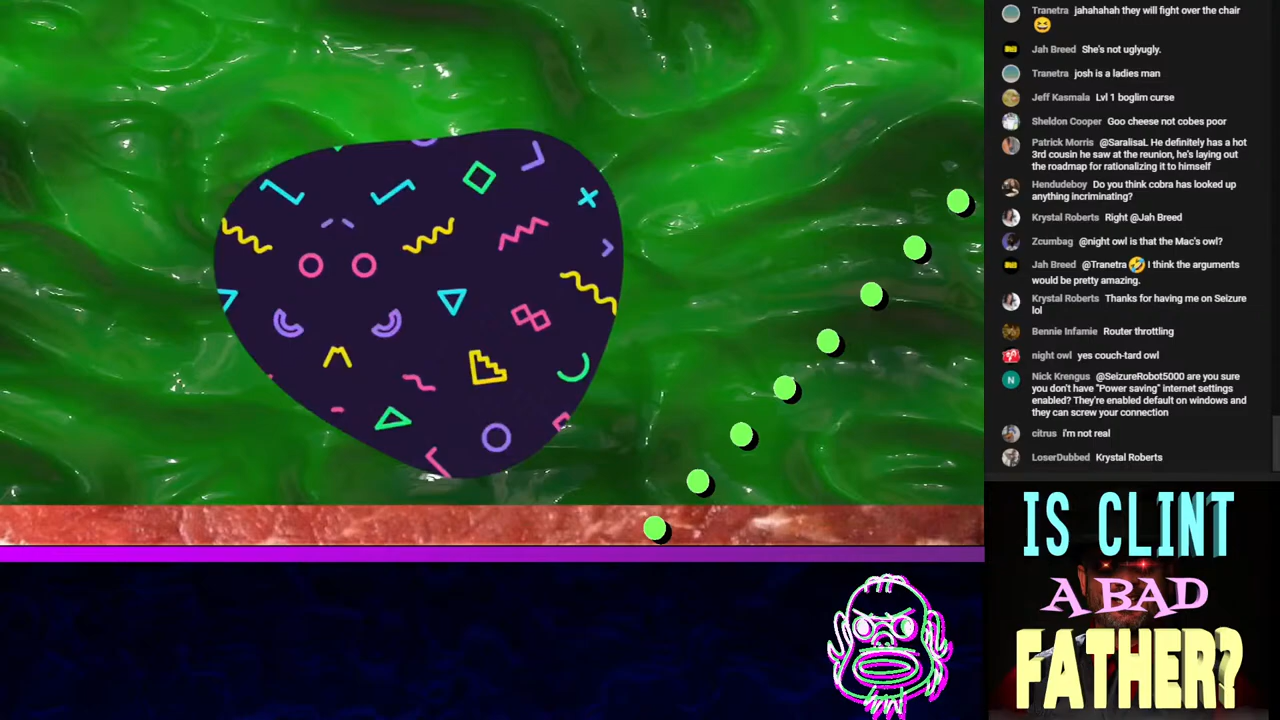 Tranetra jahahahah they will fight over the chair
Jah Breed She's not uglyugly.
Tranetra josh is a ladies man
Jeff Kasmala Lvl 1 boglim curse
Sheldon Cooper Goo cheese not cobes poor
Patrick Morris @SaralisaL He definitely has a hot
3rd cousin he saw at the reunion, he's laying out
the roadmap for rationalizing it to himself
Hendudeboy Do you think cobra has looked up
anything incriminating?
Krystal Roberts Right @Jah Breed
Zcumbag @night owl is that the Mac's owl?
Jah Breed @Tranetra 🤣 I think the arguments
would be pretty amazing.
Krystal Roberts Thanks for having me on Seizure
lol
Bennie Infamie Router throttling
night owl yes couch-tard owl
N Nick Krengus @SeizureRobot5000 are you sure
you don't have "Power saving" internet settings
enabled? They're enabled default on windows and
they can screw your connection
citrus i'm not real
LoserDubbed Krystal Roberts
IS CLINT
A BAD
FATHER?